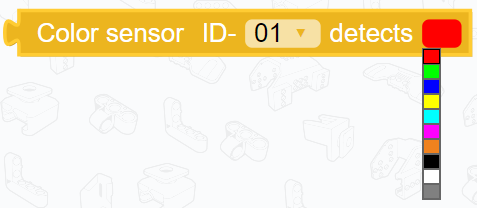 Color sensor ID- 01 detects